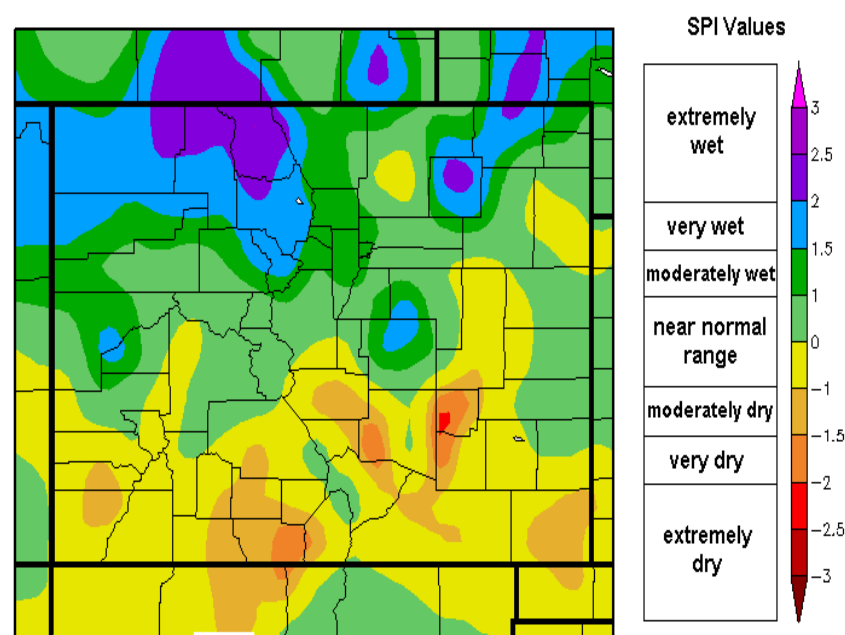 SPI Values
extremely
wet
very wet
moderately wet
near normal
range
moderately dry
very dry
extremely
dry
3
2.5
2
1.5
1
0
−1
−1.5
−2
−2.5
−3